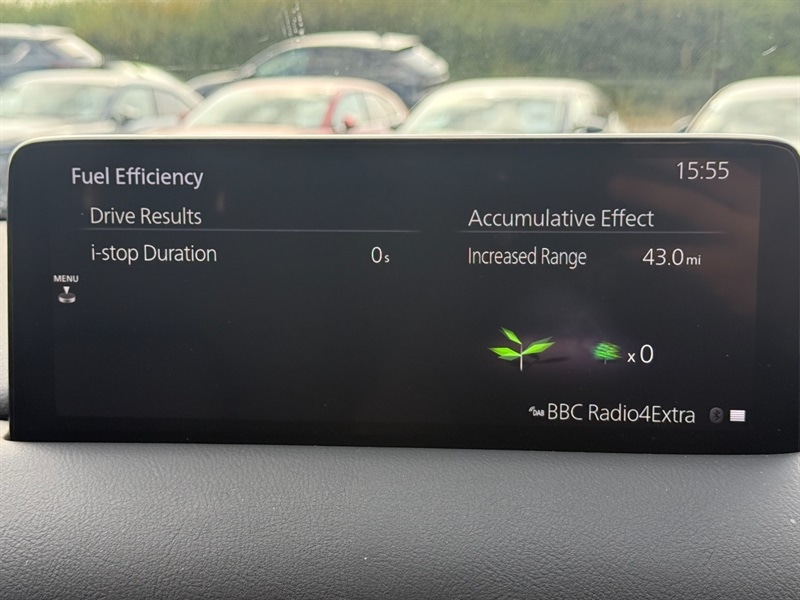 Fuel Efficiency
15:55
Drive Results
i-stop Duration 0s
MENU
Accumulative Effect
Increased Range 43.0mi
x0
DAB BBC Radio4Extra